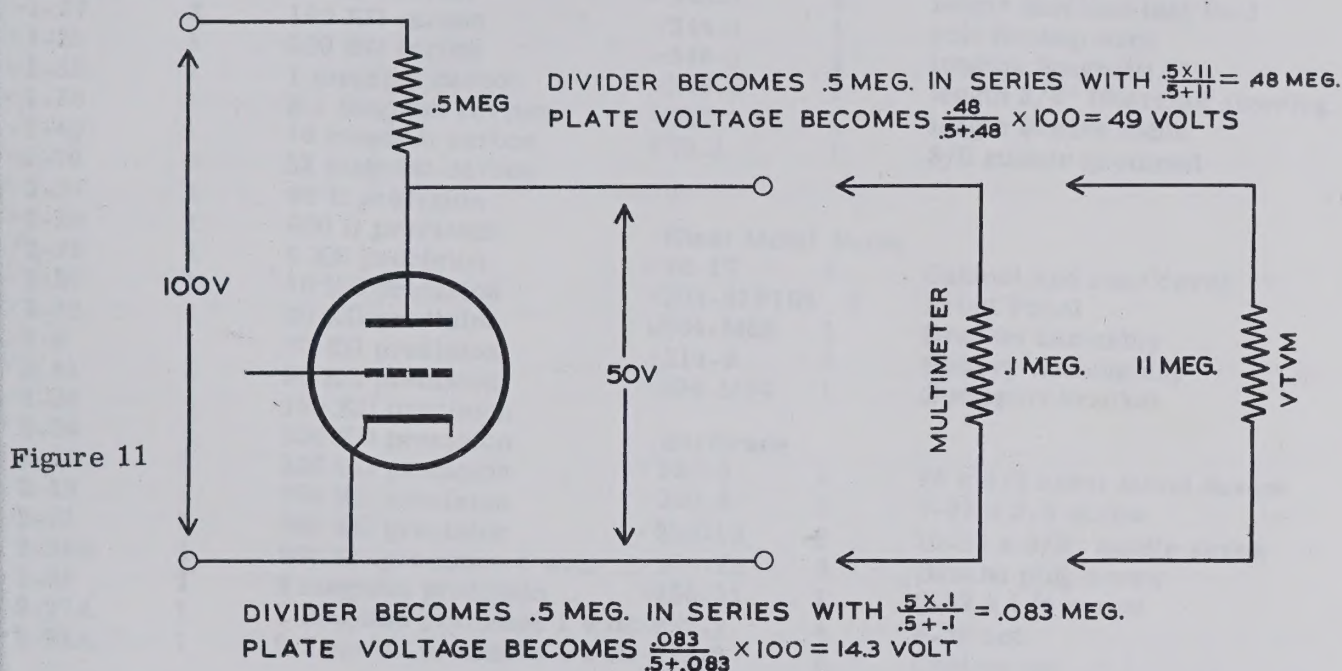 .5 MEG
DIVIDER BECOMES .5 MEG. IN SERIES WITH .5 x 11 / .5 + 11 = .48 MEG.
PLATE VOLTAGE BECOMES .48 / .5+.48 x 100 = 49 VOLTS
100V
50V
MULTIMETER
.1 MEG.
11 MEG.
VTVM
Figure 11
DIVIDER BECOMES .5 MEG. IN SERIES WITH .5 x .1 / .5 + .1 = .083 MEG.
PLATE VOLTAGE BECOMES .083 / .5+.083 x 100 = 14.3 VOLT